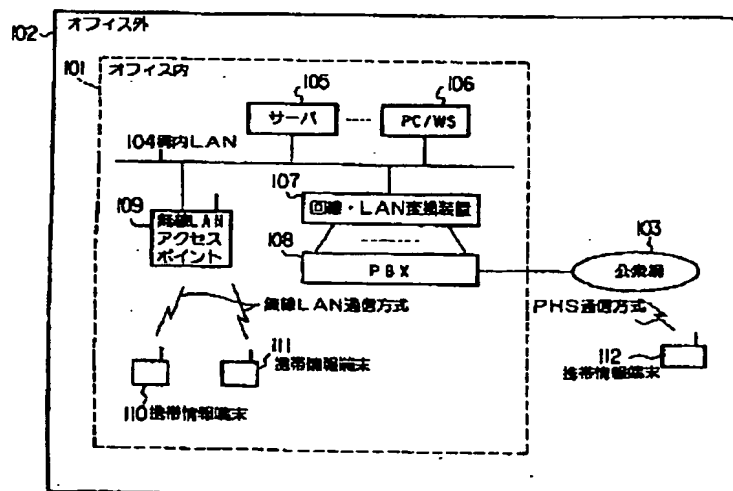 102
オフィス外
101
オフィス内
105
サーバ
106
PC/WS
104構内LAN
107
回線・LAN変換装置
109
無線LAN
アクセス
ポイント
108
PBX
103
公衆網
無線LAN通信方式
PHS通信方式
111
携帯情報端末
110携帯情報端末
112
携帯情報端末